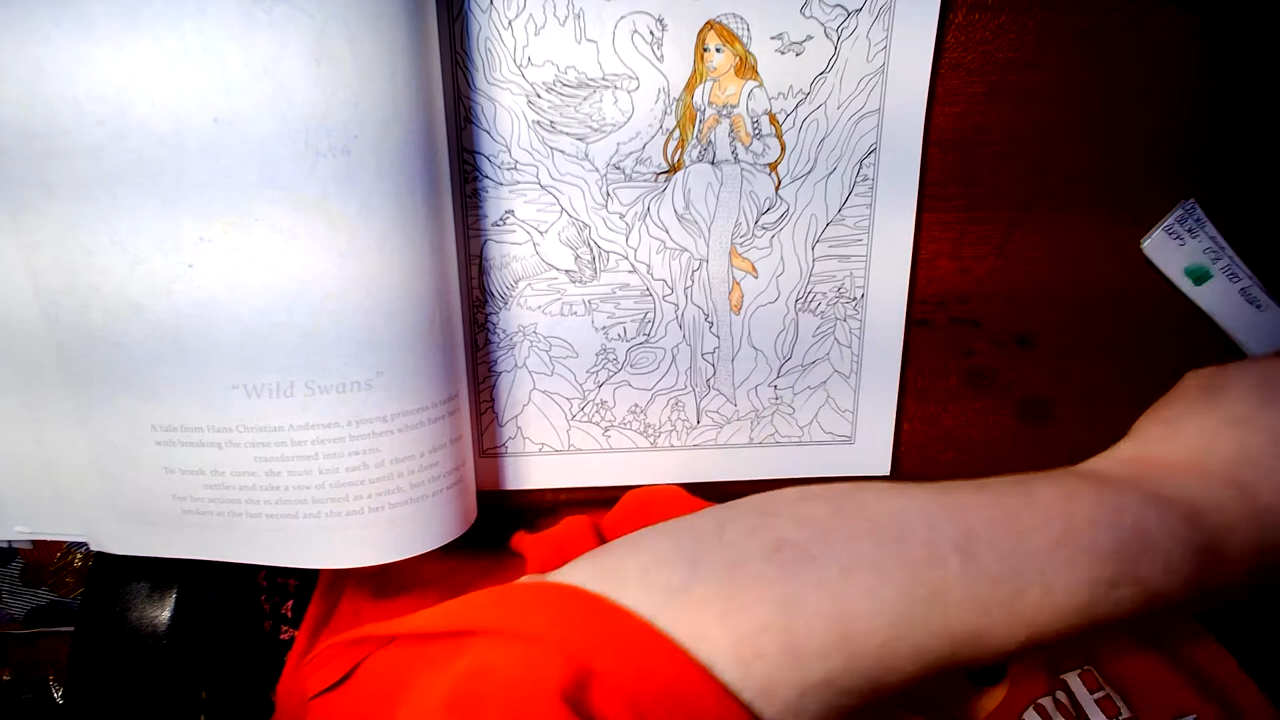 "Wild Swans"
A tale from Hans Christian Andersen, a young princess is tasked
with breaking the curse on her eleven brothers which have been
transformed into swans.
To break the curse, she must knit each of them a shirt from
nettles and take a vow of silence until it is done.
For her actions she is almost burned as a witch, but the curse is
broken at the last second and she and her brothers are saved.